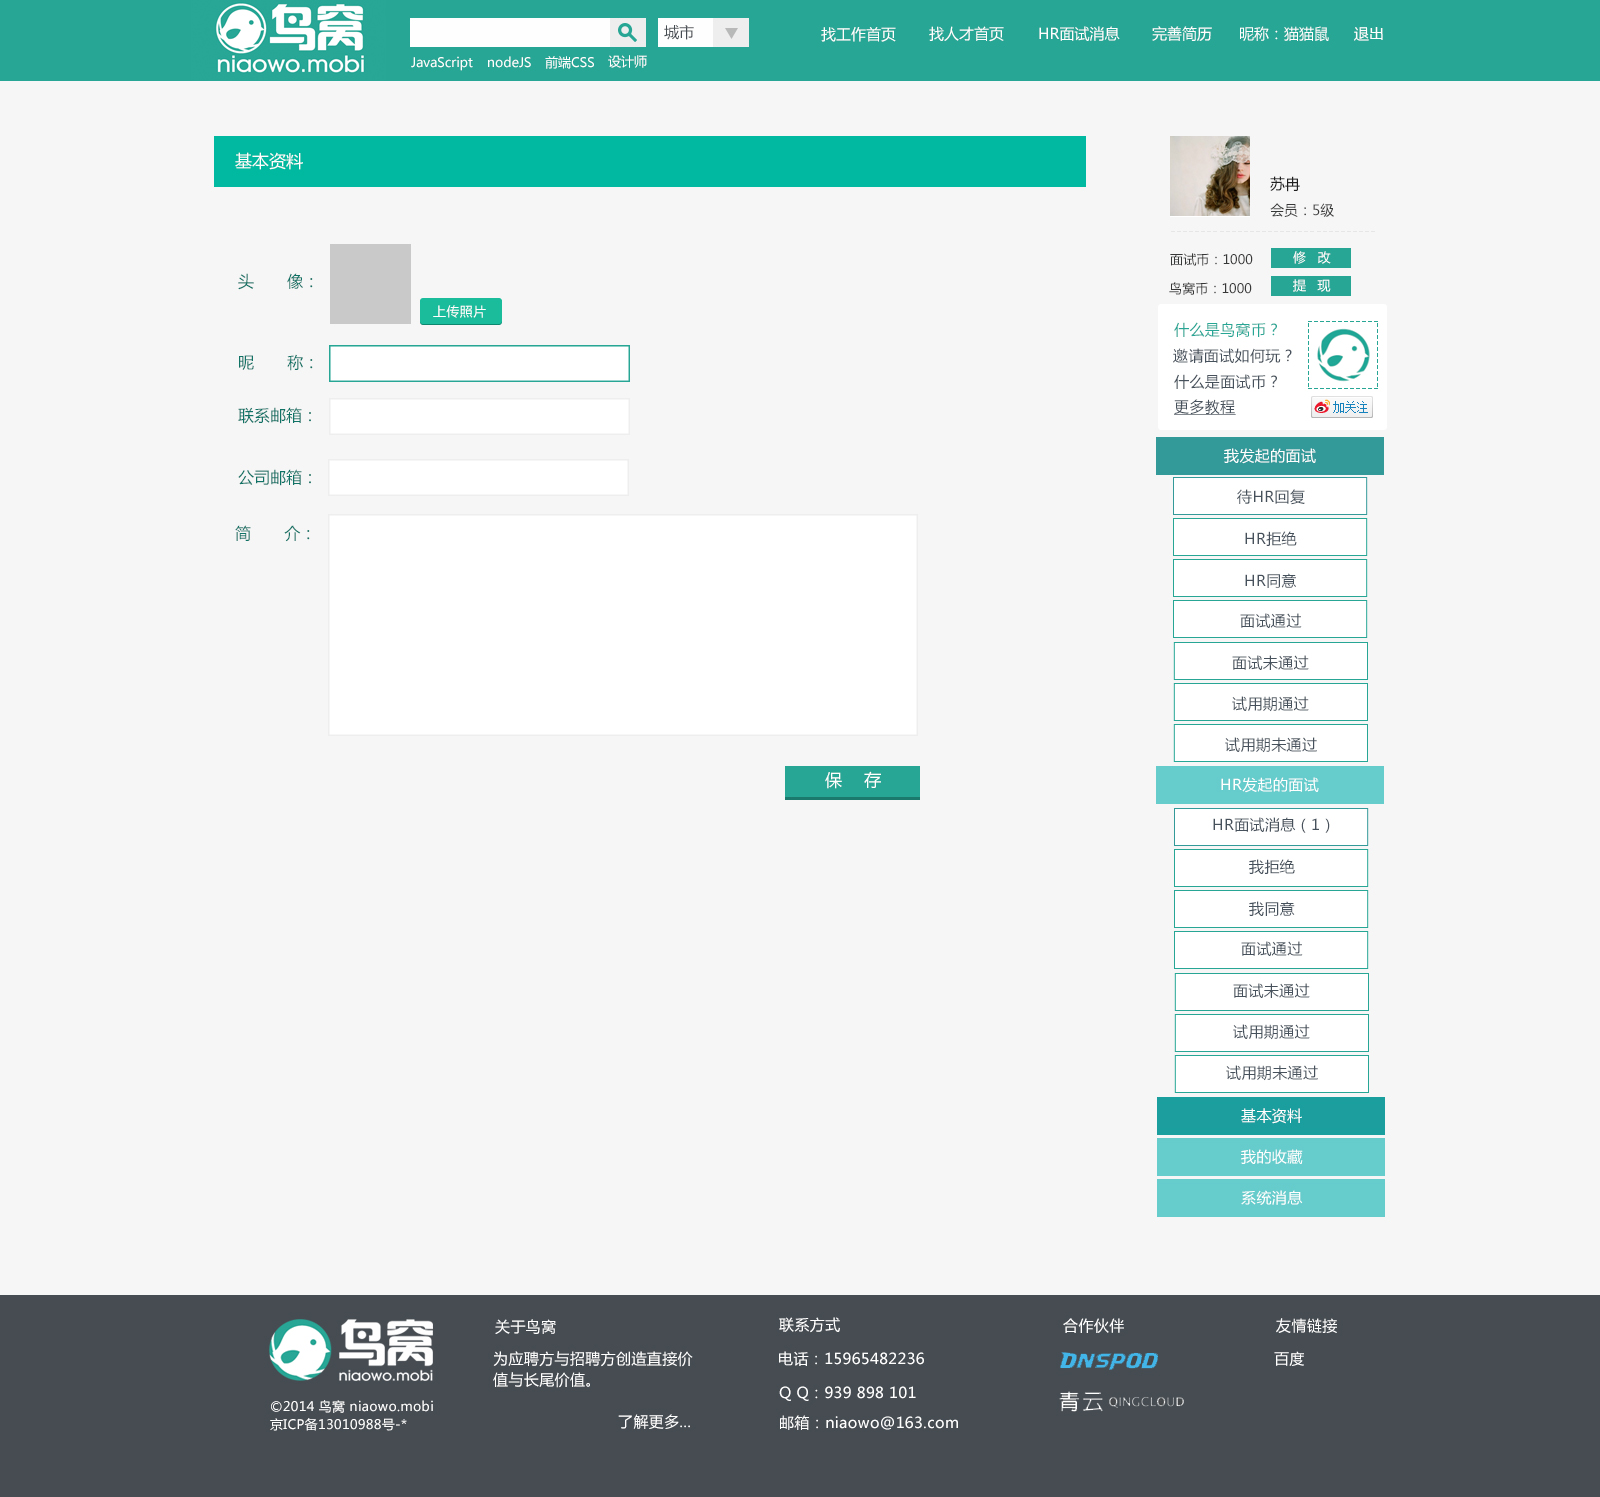 鸟窝
niaowo.mobi
城市
JavaScript nodeJS 前端CSS 设计师
找工作首页 找人才首页 HR面试消息 完善简历 昵称：猫猫鼠 退出
基本资料
头 像：
上传照片
昵 称：
联系邮箱：
公司邮箱：
简 介：
保 存
苏冉
会员：5级
面试币：1000 修 改
鸟窝币：1000 提 现
什么是鸟窝币？
邀请面试如何玩？
什么是面试币？
更多教程
加关注
我发起的面试
待HR回复
HR拒绝
HR同意
面试通过
面试未通过
试用期通过
试用期未通过
HR发起的面试
HR面试消息（1）
我拒绝
我同意
面试通过
面试未通过
试用期通过
试用期未通过
基本资料
我的收藏
系统消息
鸟窝
niaowo.mobi
©2014 鸟窝 niaowo.mobi
京ICP备13010988号-*
关于鸟窝
为应聘方与招聘方创造直接价
值与长尾价值。
了解更多...
联系方式
电话：15965482236
Q Q：939 898 101
邮箱：niaowo@163.com
合作伙伴
DNSPOD
青云 QINGCLOUD
友情链接
百度